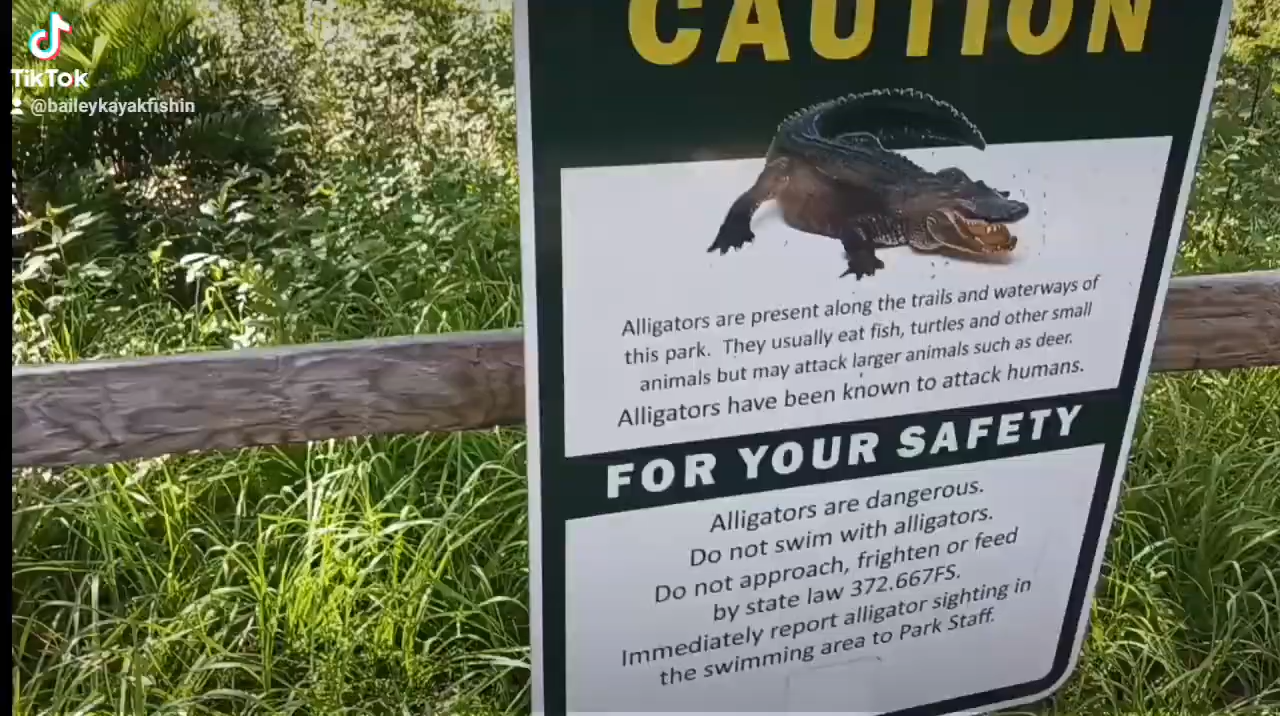 TikTok
@baileykayakfishin
CAUTION
Alligators are present along the trails and waterways of
this park. They usually eat fish, turtles and other small
animals but may attack larger animals such as deer.
Alligators have been known to attack humans.
FOR YOUR SAFETY
Alligators are dangerous.
Do not swim with alligators.
Do not approach, frighten or feed
by state law 372.667FS.
Immediately report alligator sighting in
the swimming area to Park Staff.